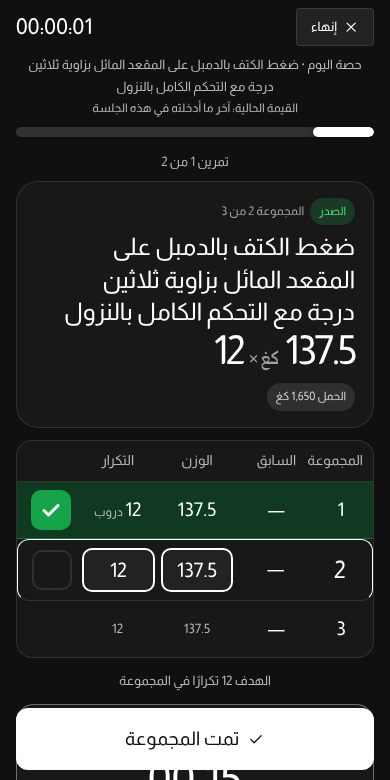 إنهاء
00:00:01
حصة اليوم · ضغط الكتف بالدمبل على المقعد المائل بزاوية ثلاثين
درجة مع التحكم الكامل بالنزول
القيمة الحالية: آخر ما أدخلته في هذه الجلسة
تمرين 1 من 2
الصدر المجموعة 2 من 3
ضغط الكتف بالدمبل على
المقعد المائل بزاوية ثلاثين
درجة مع التحكم الكامل بالنزول
137.5 كغ × 12
الحمل 1,650 كغ
المجموعة السابق الوزن التكرار
1 — 137.5 12 دروب
2 — 137.5 12
3 — 137.5 12
الهدف 12 تكرارًا في المجموعة
تمت المجموعة